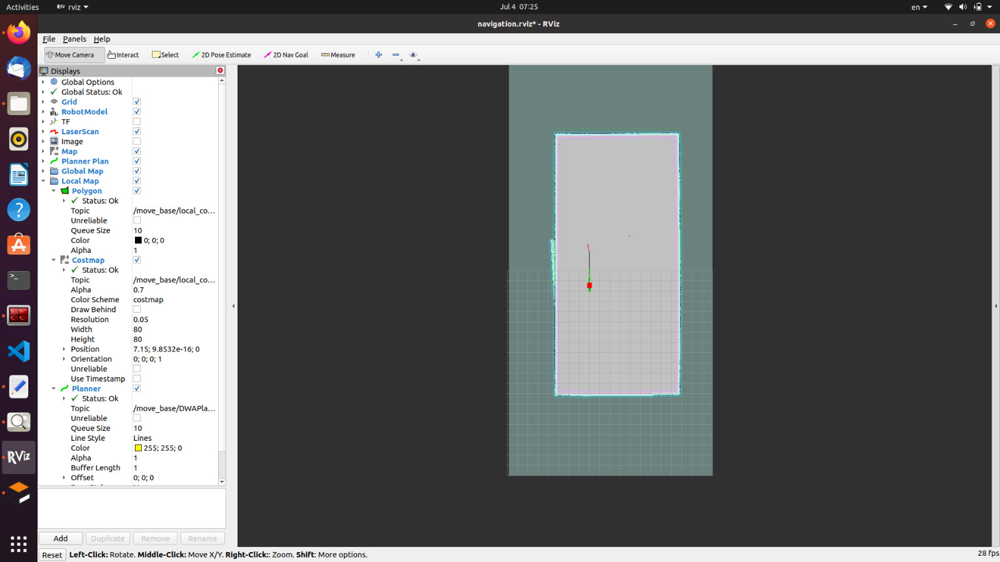 Activities
RViz rviz
Jul 4 07:25
en
navigation.rviz* - RViz
File Panels Help
Move Camera
Interact
Select
2D Pose Estimate
2D Nav Goal
Measure
Displays
Global Options
Global Status: Ok
Grid
RobotModel
TF
LaserScan
Image
Map
Planner Plan
Global Map
Local Map
Polygon
Status: Ok
Topic /move_base/local_co...
Unreliable
Queue Size 10
Color 0; 0; 0
Alpha 1
Costmap
Status: Ok
Topic /move_base/local_co...
Alpha 0.7
Color Scheme costmap
Draw Behind
Resolution 0.05
Width 80
Height 80
Position 7.15; 9.8532e-16; 0
Orientation 0; 0; 0; 1
Unreliable
Use Timestamp
Planner
Status: Ok
Topic /move_base/DWAPla...
Unreliable
Queue Size 10
Line Style Lines
Color 255; 255; 0
Alpha 1
Buffer Length 1
Offset 0; 0; 0
RViz
Add Duplicate Remove Rename
Reset Left-Click: Rotate. Middle-Click: Move X/Y. Right-Click:: Zoom. Shift: More options.
28 fps